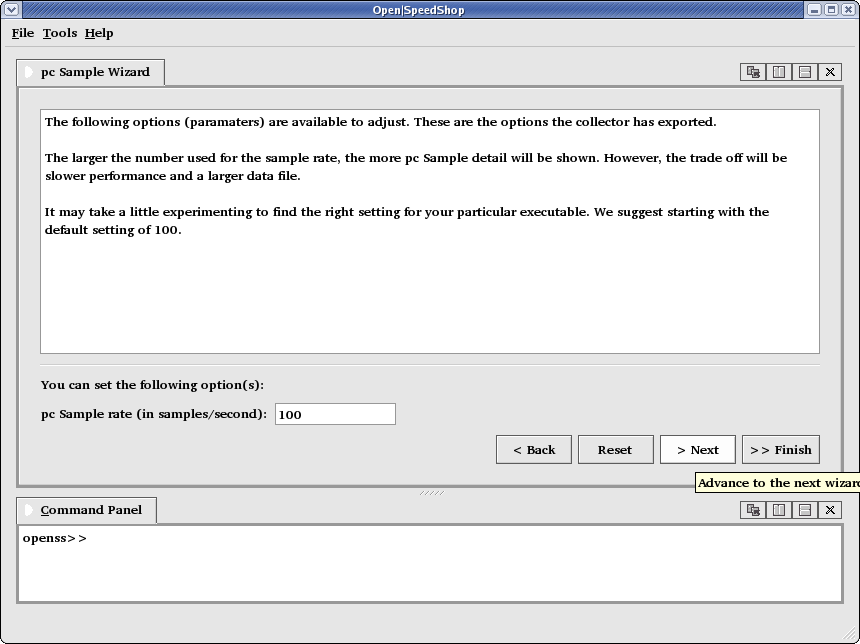 Open|SpeedShop
File Tools Help
pc Sample Wizard
The following options (paramaters) are available to adjust. These are the options the collector has exported.
The larger the number used for the sample rate, the more pc Sample detail will be shown. However, the trade off will be
slower performance and a larger data file.
It may take a little experimenting to find the right setting for your particular executable. We suggest starting with the
default setting of 100.
You can set the following option(s):
pc Sample rate (in samples/second): 100
< Back Reset > Next >> Finish
Advance to the next wizard
Command Panel
openss>>